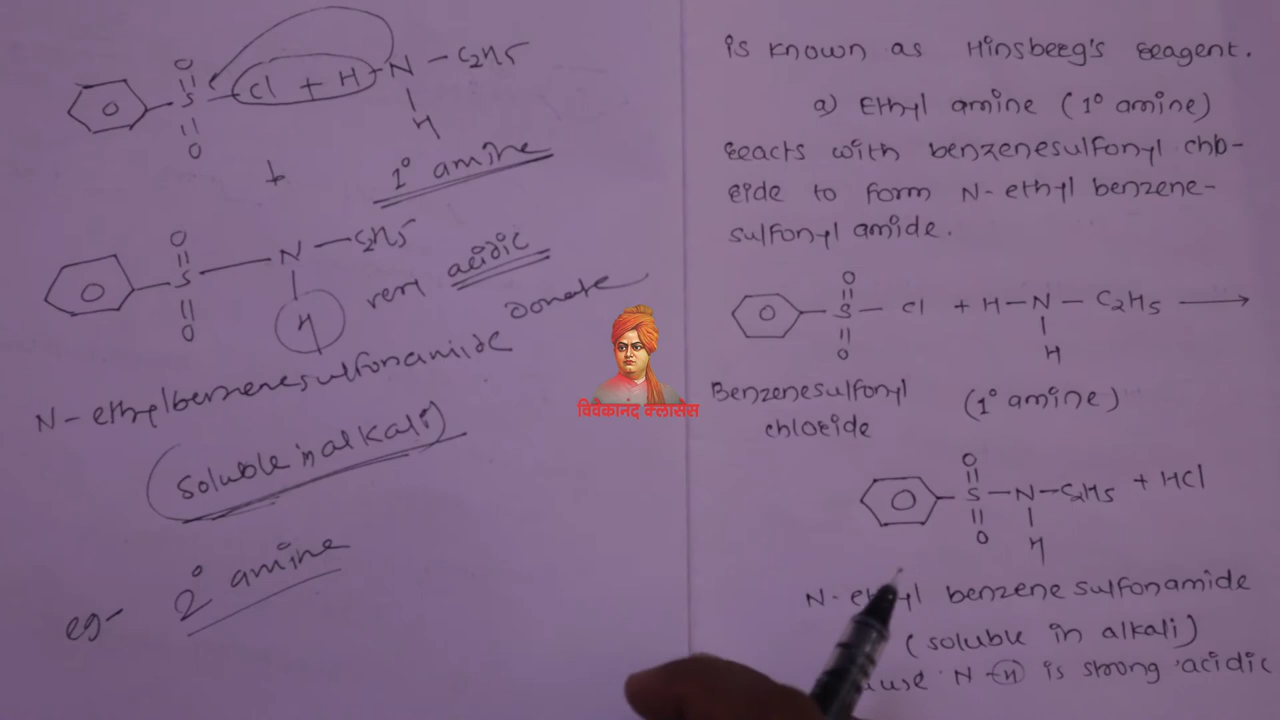 O
||
S - Cl + H - N - C2H5
||
O
H
1° amine
O
||
S - N - C2H5
||
O
H
very acidic
Donate
N-ethylbenzenesulfonamide
(soluble in alkali)
eg- 2° amine
विवेकानंद क्लासेस
is known as Hinsberg's reagent.
a) Ethyl amine (1° amine)
reacts with benzenesulfonyl chlo-
ride to form N-ethyl benzene-
sulfonyl amide.
O
||
S - Cl + H-N - C2H5 →
||
O
H
Benzenesulfonyl (1° amine)
chloride
O
||
S - N - C2H5 + HCl
||
O
H
benzene sulfonamide
(soluble in alkali)
N-H is strong acidic